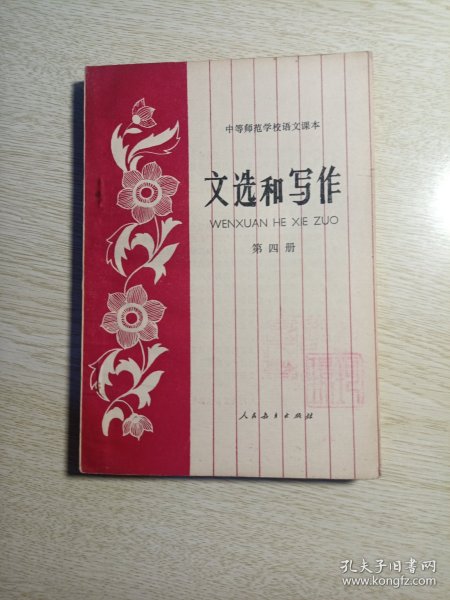 中等师范学校语文课本
文选和写作
WENXUAN HE XIE ZUO
第四册
人民教育出版社
孔夫子旧书网
www.kongfz.com